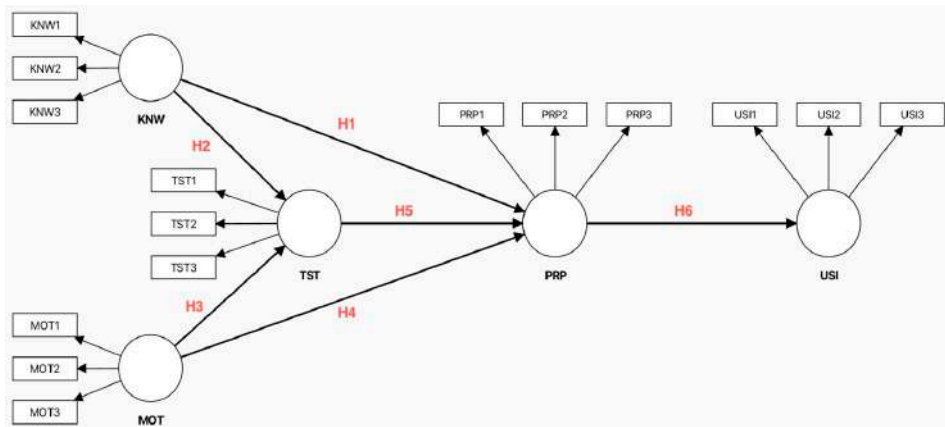 KNW1
KNW2
KNW3
KNW
H1
H2
PRP1
PRP2
PRP3
USI1
USI2
USI3
TST1
TST2
TST3
TST
H5
PRP
H6
USI
H3
H4
MOT1
MOT2
MOT3
MOT